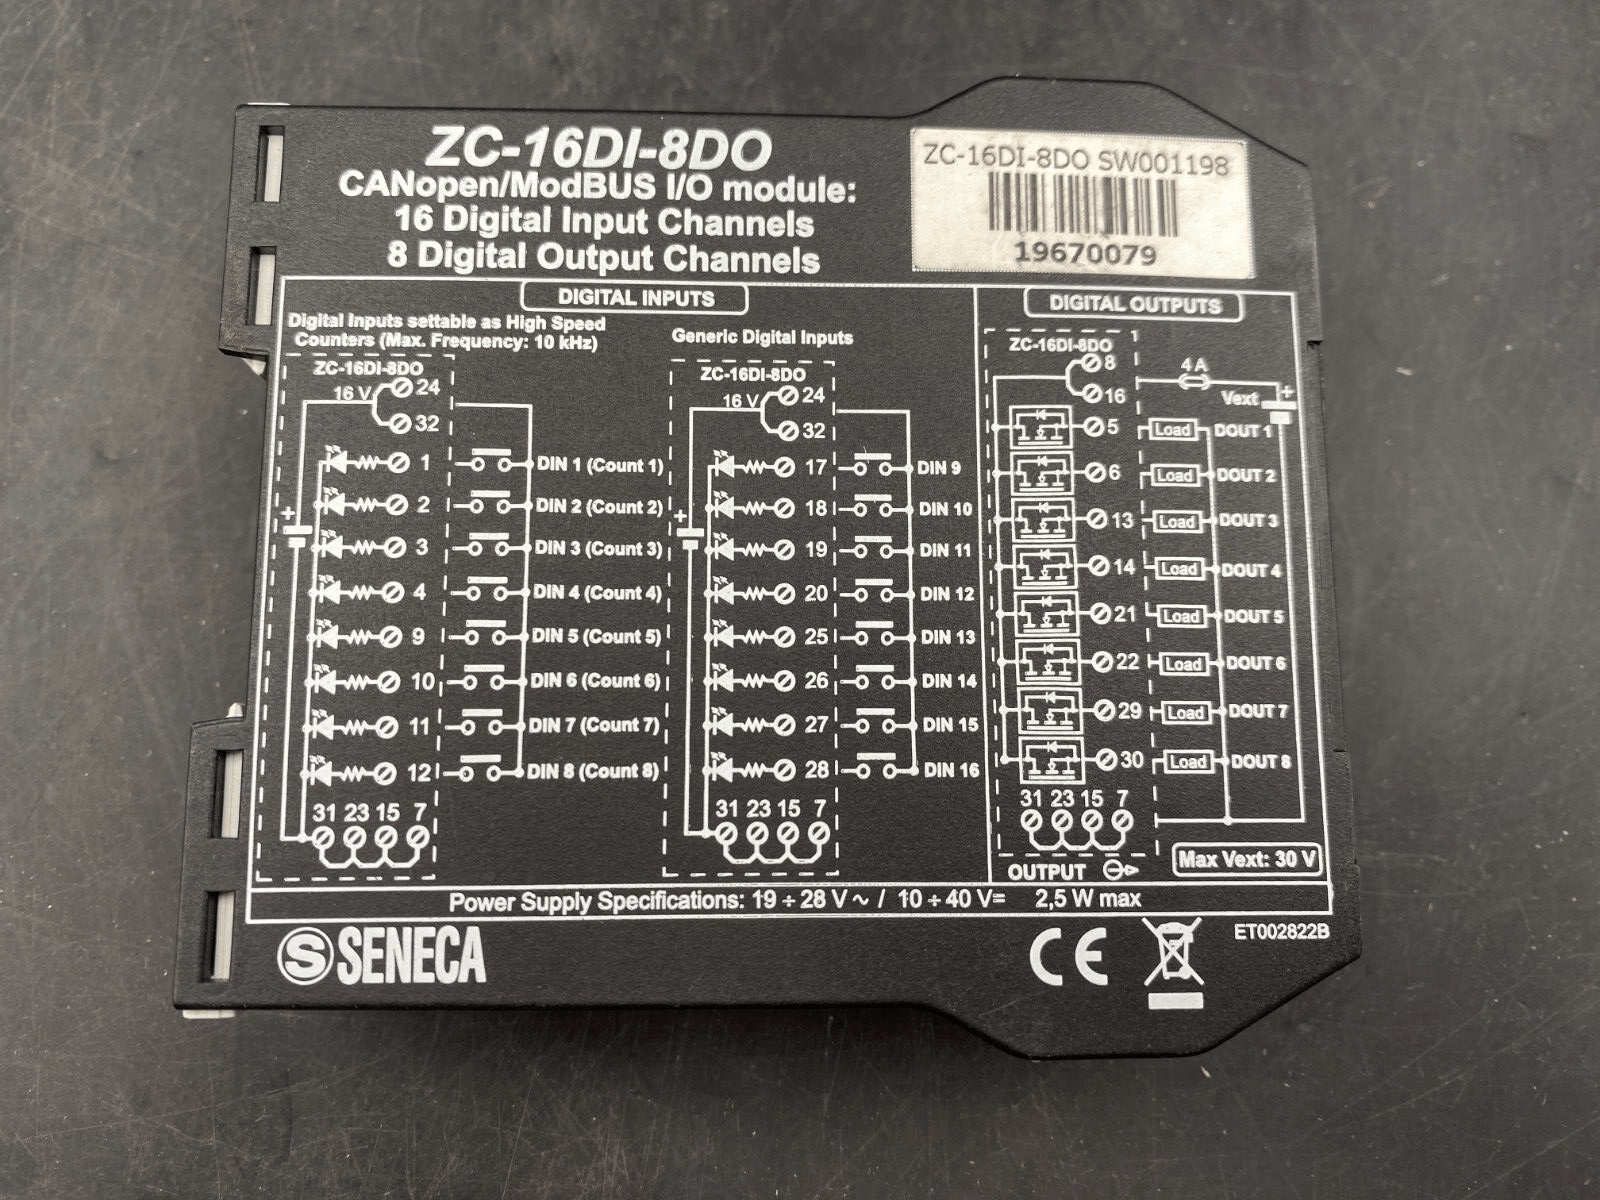 ZC-16DI-8DO
CANopen/ModBUS I/O module:
16 Digital Input Channels
8 Digital Output Channels
ZC-16DI-8DO SW001198
19670079
DIGITAL INPUTS
Digital Inputs settable as High Speed
Counters (Max. Frequency: 10 kHz)
ZC-16DI-8DO
16 V
24
32
+
1 DIN 1 (Count 1)
2 DIN 2 (Count 2)
3 DIN 3 (Count 3)
4 DIN 4 (Count 4)
9 DIN 5 (Count 5)
10 DIN 6 (Count 6)
11 DIN 7 (Count 7)
12 DIN 8 (Count 8)
31 23 15 7
Generic Digital Inputs
ZC-16DI-8DO
16 V
24
32
+
17 DIN 9
18 DIN 10
19 DIN 11
20 DIN 12
25 DIN 13
26 DIN 14
27 DIN 15
28 DIN 16
31 23 15 7
DIGITAL OUTPUTS
ZC-16DI-8DO
8
16
4 A
Vext +
5 Load DOUT 1
6 Load DOUT 2
13 Load DOUT 3
14 Load DOUT 4
21 Load DOUT 5
22 Load DOUT 6
29 Load DOUT 7
30 Load DOUT 8
31 23 15 7
OUTPUT
Max Vext: 30 V
Power Supply Specifications: 19 ÷ 28 V ~ / 10 ÷ 40 V= 2,5 W max
S SENECA
CE
ET002822B